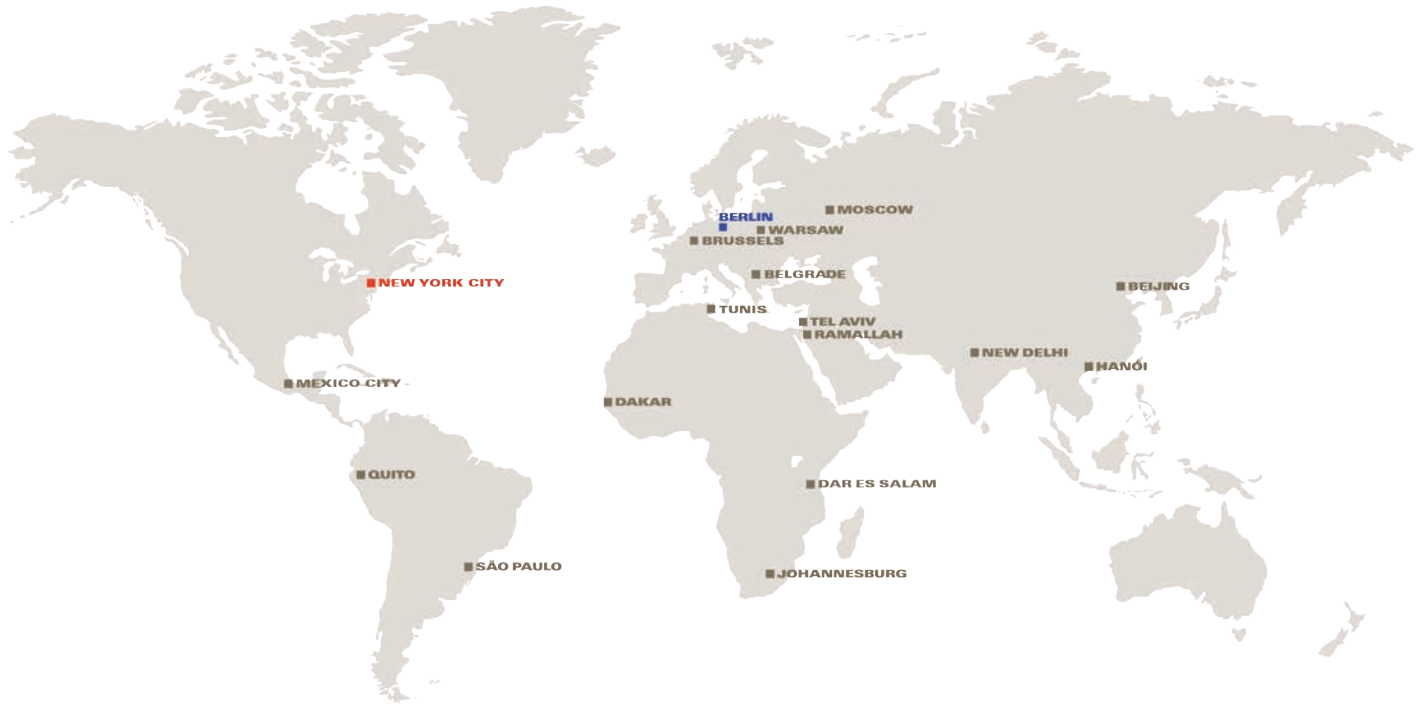 MOSCOW
BERLIN
WARSAW
BRUSSELS
BELGRADE
NEW YORK CITY
BEIJING
TUNIS
TEL AVIV
RAMALLAH
NEW DELHI
HANÓI
MEXICO CITY
DAKAR
QUITO
DAR ES SALAM
SÃO PAULO
JOHANNESBURG